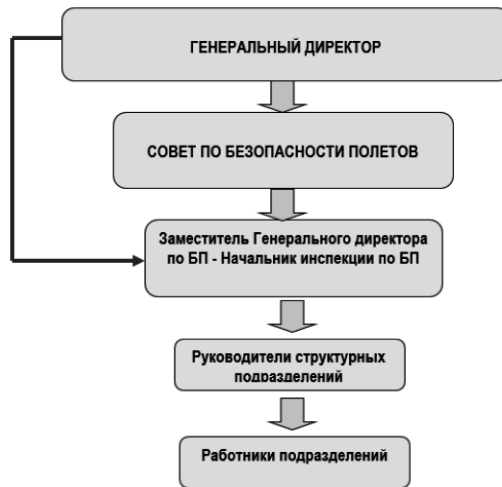 ГЕНЕРАЛЬНЫЙ ДИРЕКТОР
СОВЕТ ПО БЕЗОПАСНОСТИ ПОЛЕТОВ
Заместитель Генерального директора
по БП - Начальник инспекции по БП
Руководители структурных
подразделений
Работники подразделений